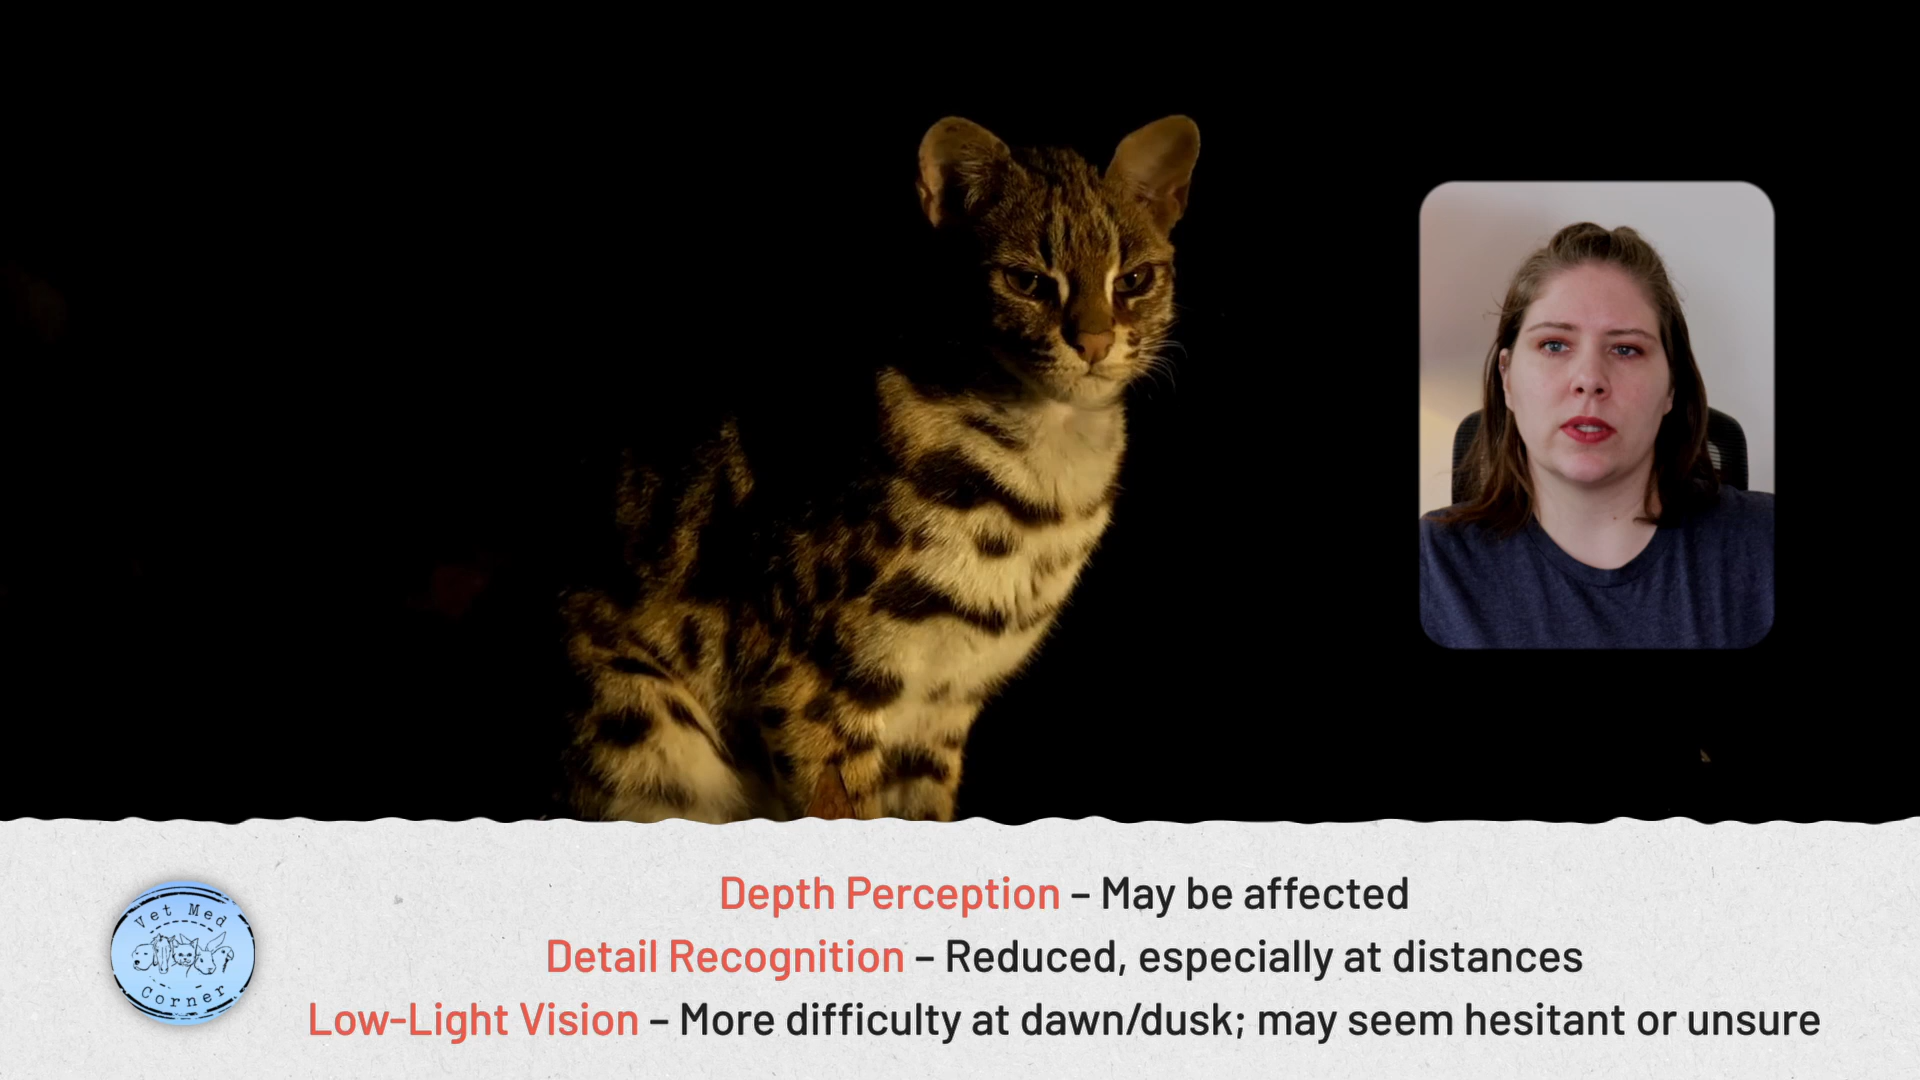 Depth Perception – May be affected
Detail Recognition – Reduced, especially at distances
Low-Light Vision – More difficulty at dawn/dusk; may seem hesitant or unsure
Vet Med
Corner